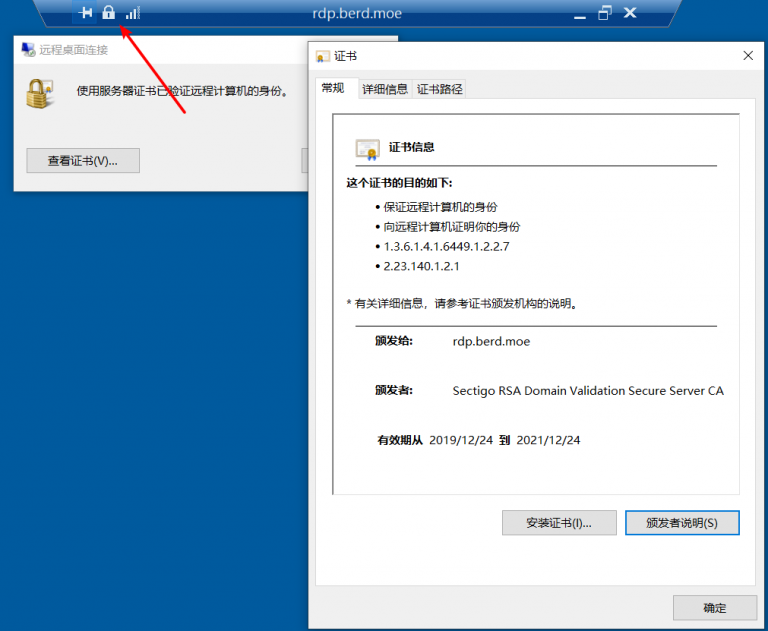 rdp.berd.moe
远程桌面连接
使用服务器证书已验证远程计算机的身份。
查看证书(V)...
证书
常规 详细信息 证书路径
证书信息
这个证书的目的如下:
• 保证远程计算机的身份
• 向远程计算机证明你的身份
• 1.3.6.1.4.1.6449.1.2.2.7
• 2.23.140.1.2.1
* 有关详细信息，请参考证书颁发机构的说明。
颁发给: rdp.berd.moe
颁发者: Sectigo RSA Domain Validation Secure Server CA
有效期从 2019/12/24 到 2021/12/24
安装证书(I)... 颁发者说明(S)
确定